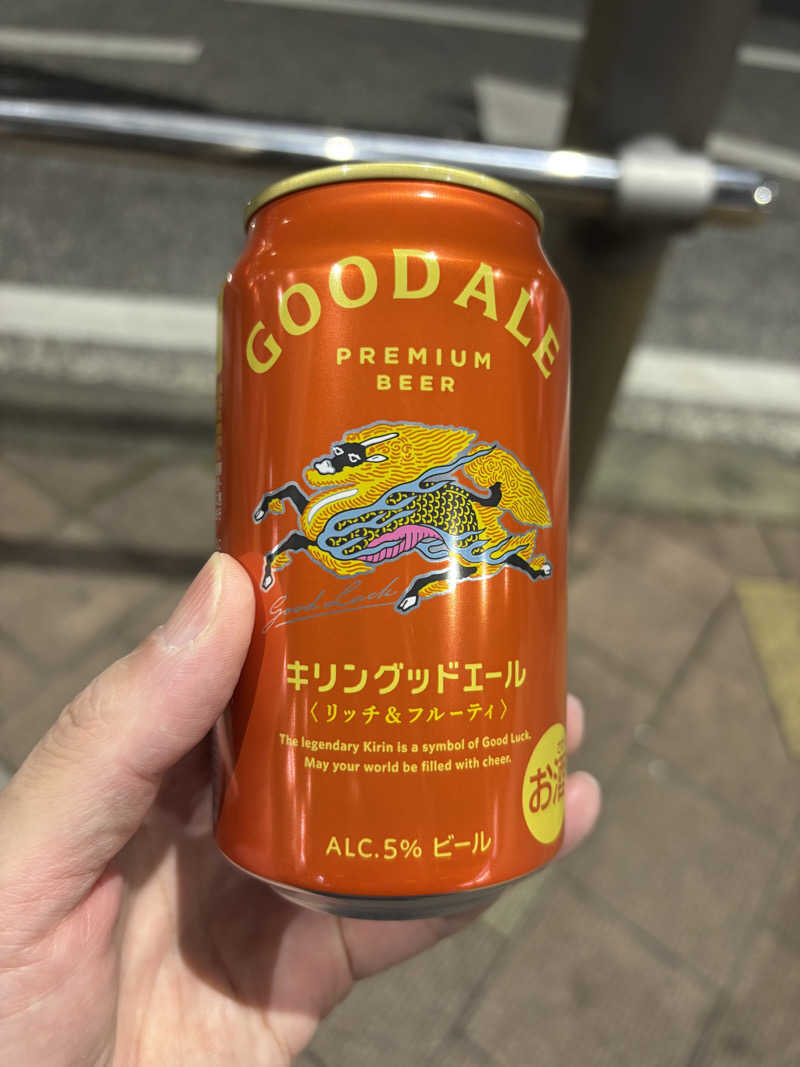 GOOD ALE
PREMIUM
BEER
Good Luck
キリングッドエール
〈リッチ&フルーティ〉
The legendary Kirin is a symbol of Good Luck.
May your world be filled with cheer.
お酒
ALC.5% ビール